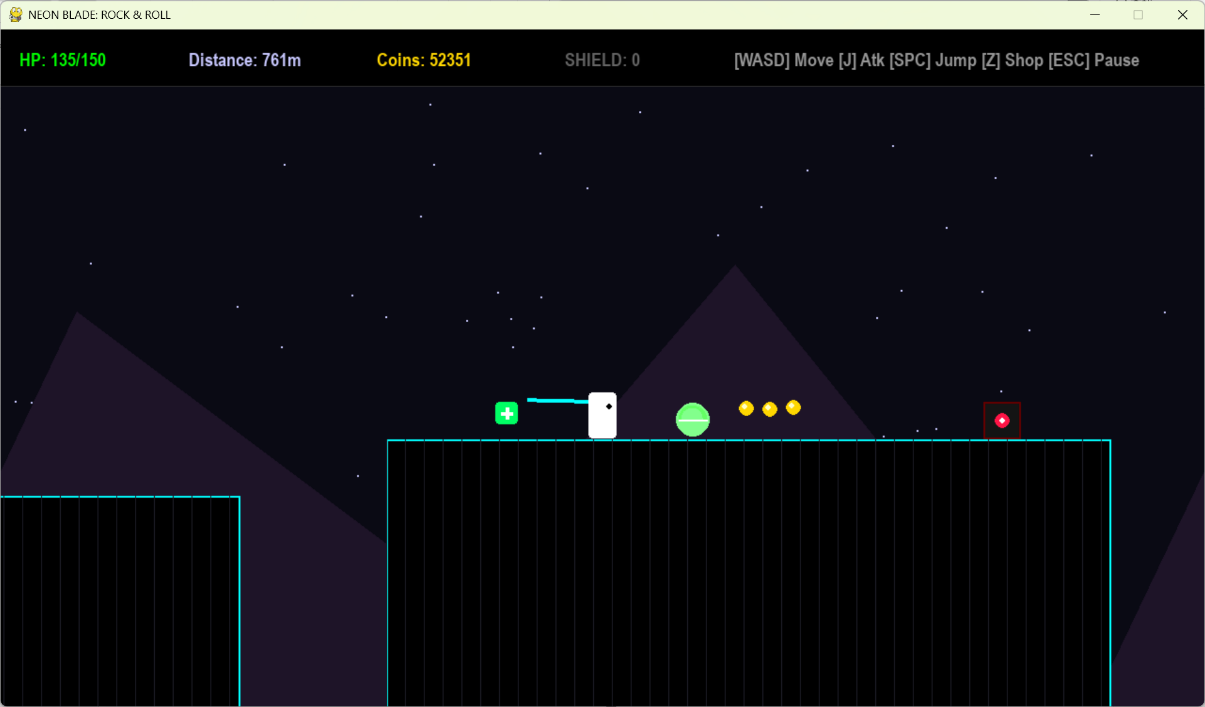 NEON BLADE: ROCK & ROLL
HP: 135/150 Distance: 761m Coins: 52351 SHIELD: 0 [WASD] Move [J] Atk [SPC] Jump [Z] Shop [ESC] Pause